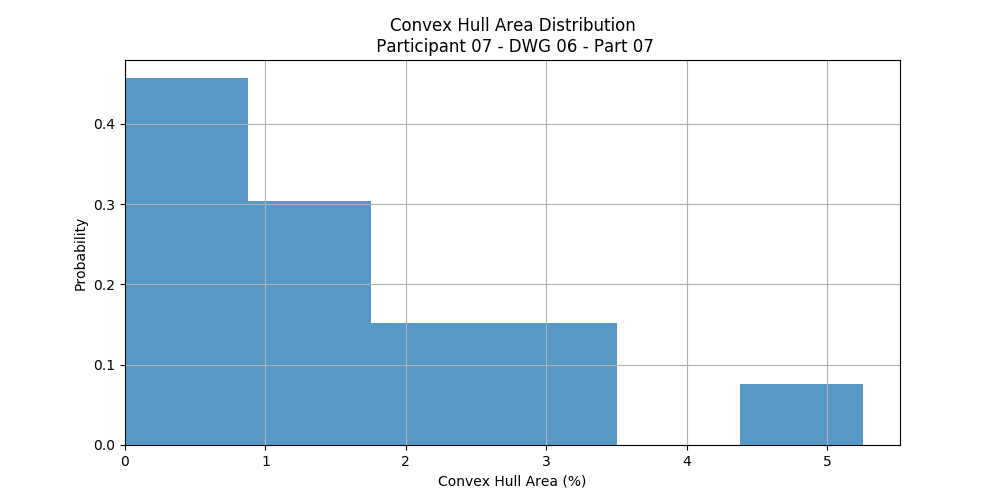 Convex Hull Area Distribution
Participant 07 - DWG 06 - Part 07
Probability
0.4
0.3
0.2
0.1
0.0
0 1 2 3 4 5
Convex Hull Area (%)